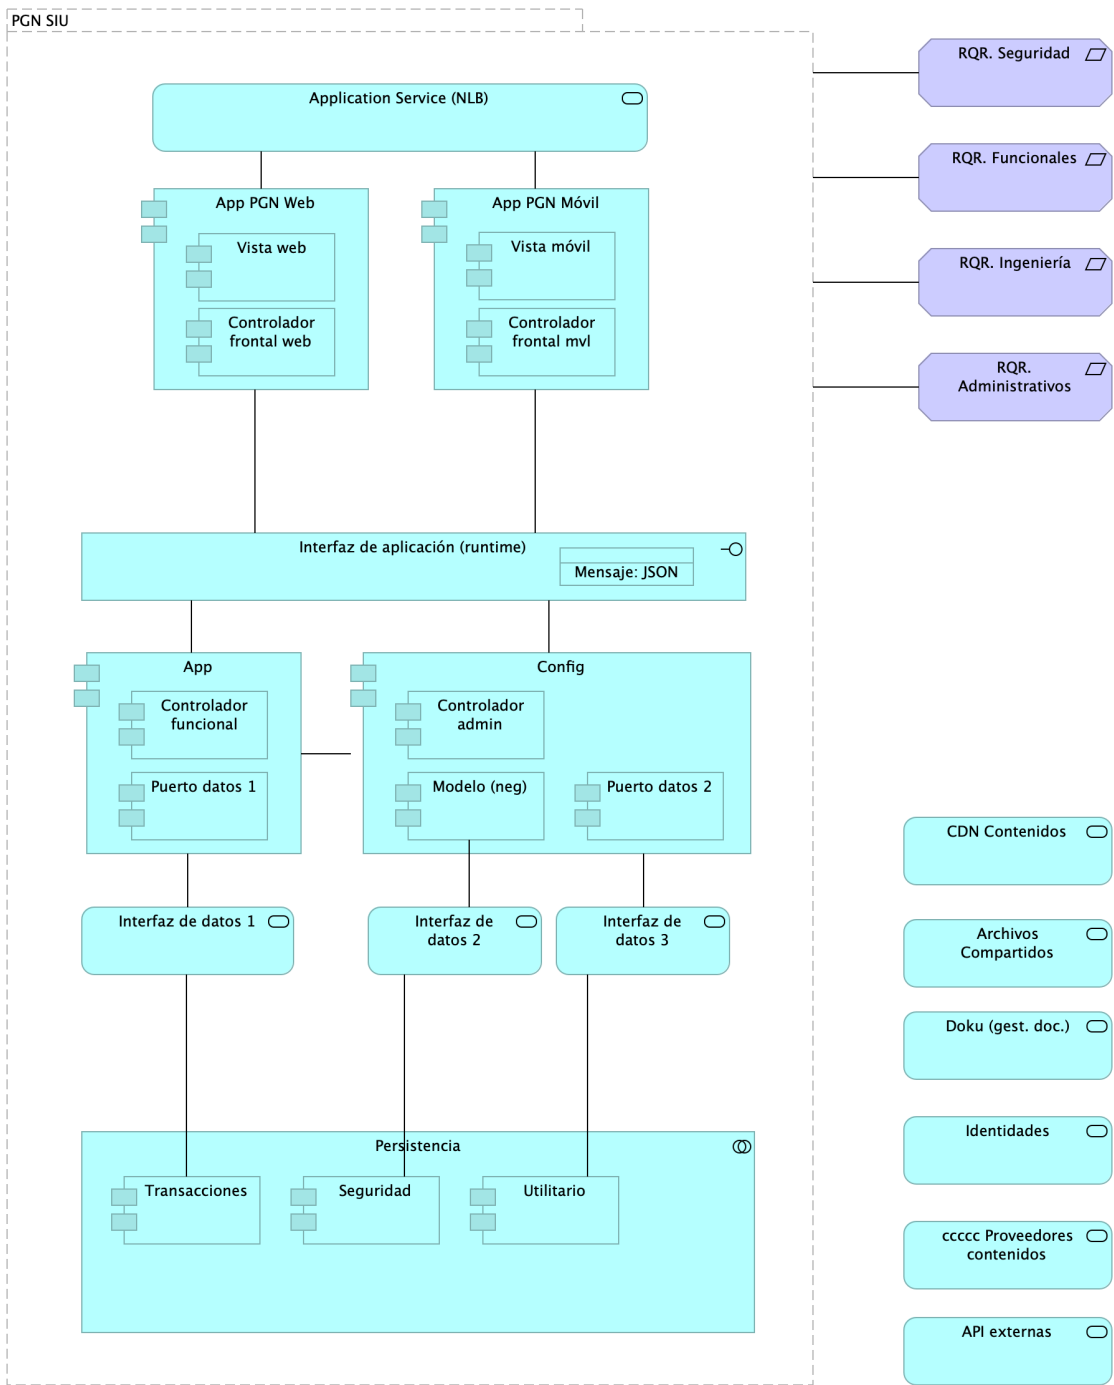 PGN SIU
RQR. Seguridad
Application Service (NLB)
RQR. Funcionales
App PGN Web
App PGN Móvil
Vista web
Vista móvil
RQR. Ingeniería
Controlador
frontal web
Controlador
frontal mvl
RQR.
Administrativos
Interfaz de aplicación (runtime)
Mensaje: JSON
App
Config
Controlador
funcional
Controlador
admin
Puerto datos 1
Modelo (neg)
Puerto datos 2
CDN Contenidos
Interfaz de datos 1
Interfaz de
datos 2
Interfaz de
datos 3
Archivos
Compartidos
Doku (gest. doc.)
Identidades
Persistencia
Transacciones
Seguridad
Utilitario
ccccc Proveedores
contenidos
API externas